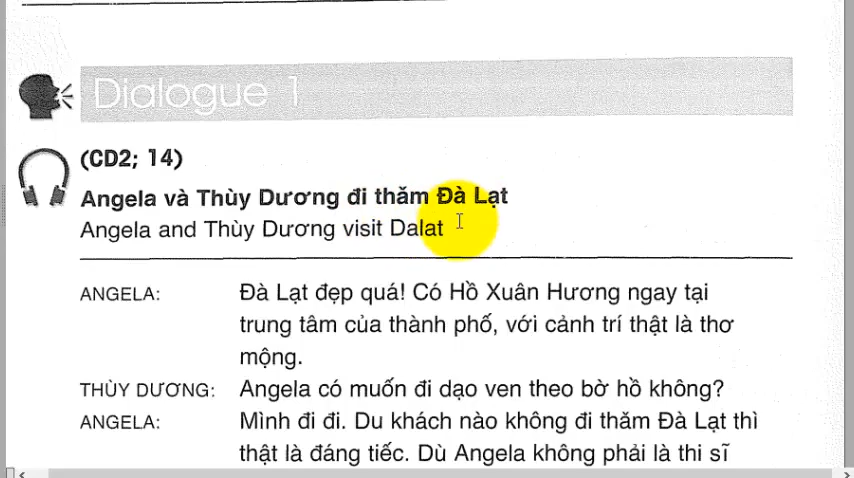 Dialogue 1
(CD2; 14)
Angela và Thùy Dương đi thăm Đà Lạt
Angela and Thùy Dương visit Dalat
ANGELA: Đà Lạt đẹp quá! Có Hồ Xuân Hương ngay tại
trung tâm của thành phố, với cảnh trí thật là thơ
mộng.
THÙY DƯƠNG: Angela có muốn đi dạo ven theo bờ hồ không?
ANGELA: Mình đi đi. Du khách nào không đi thăm Đà Lạt thì
thật là đáng tiếc. Dù Angela không phải là thi sĩ